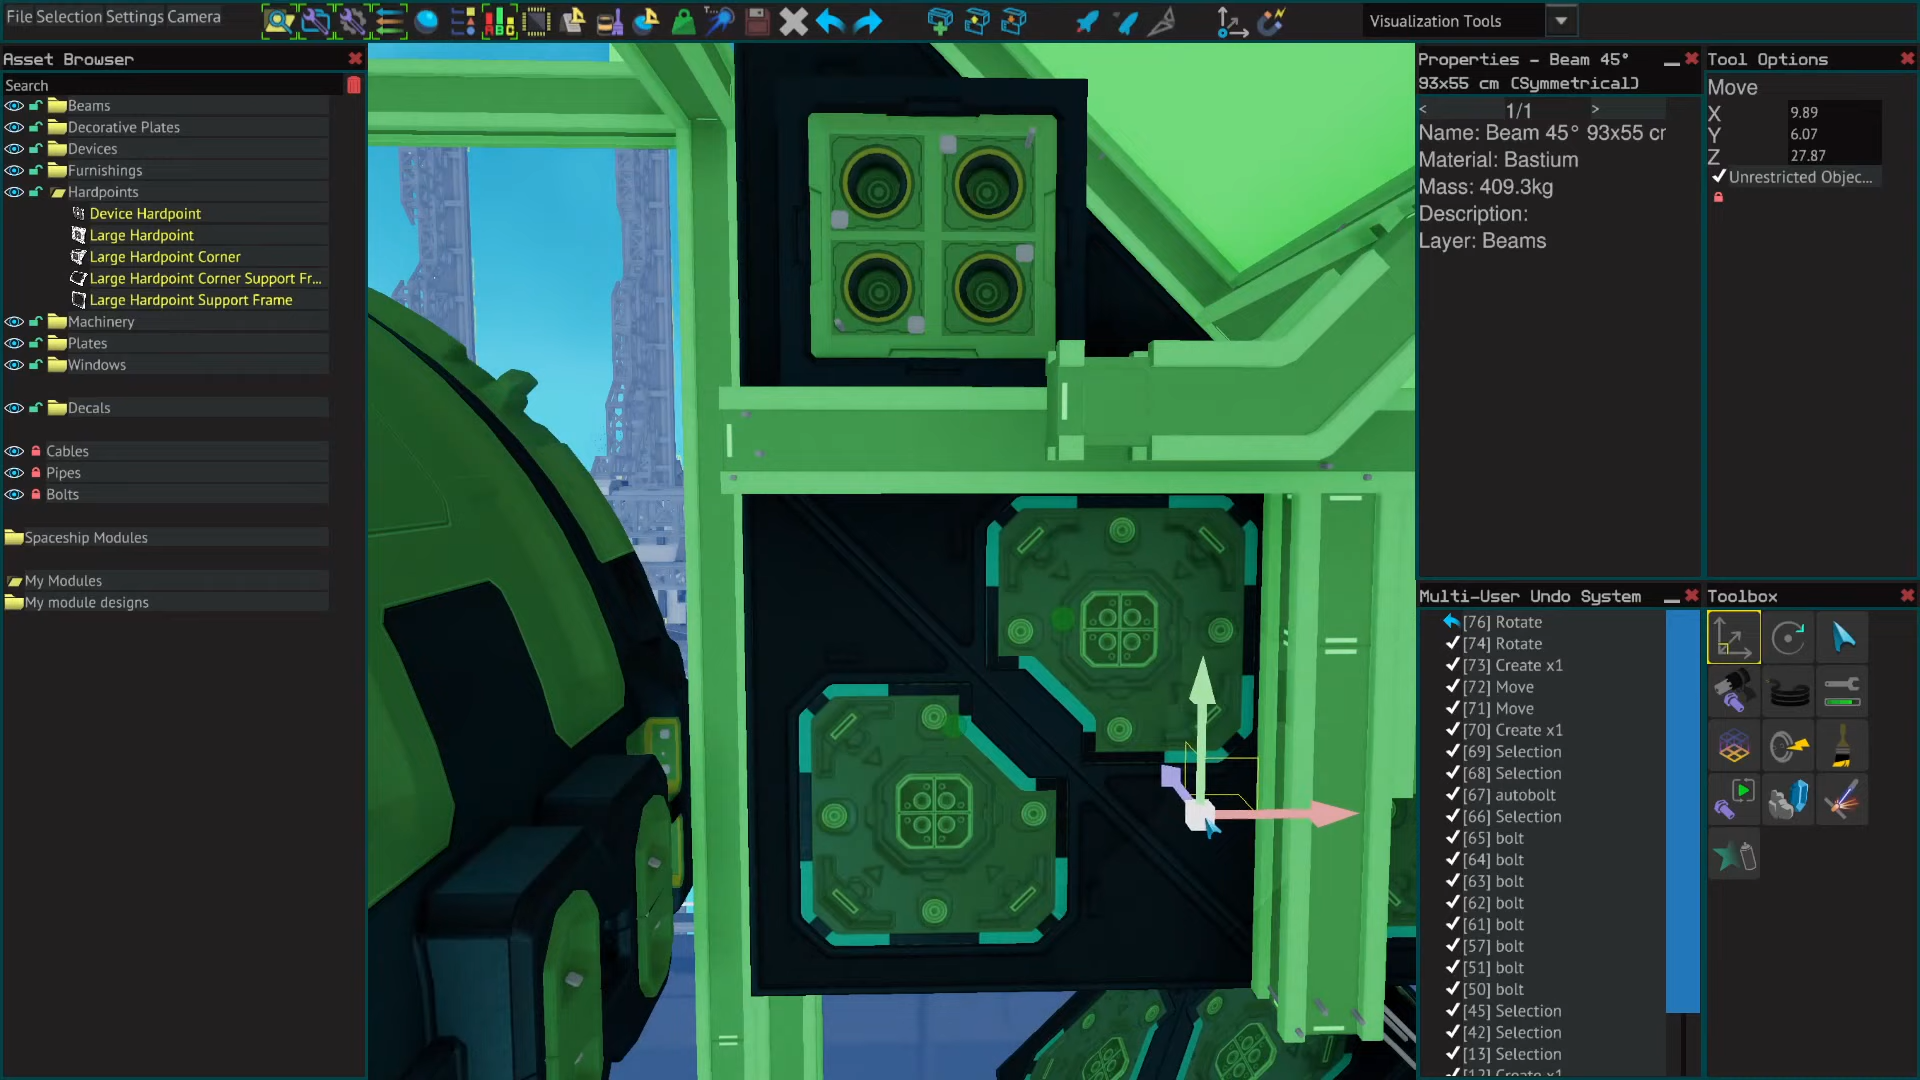 File Selection Settings Camera
ABC
Visualization Tools
Asset Browser
Search
Beams
Decorative Plates
Devices
Furnishings
Hardpoints
Device Hardpoint
Large Hardpoint
Large Hardpoint Corner
Large Hardpoint Corner Support Fr...
Large Hardpoint Support Frame
Machinery
Plates
Windows
Decals
Cables
Pipes
Bolts
Spaceship Modules
My Modules
My module designs
Properties - Beam 45°
93x55 cm (Symmetrical)
< 1/1 >
Name: Beam 45° 93x55 cm
Material: Bastium
Mass: 409.3kg
Description:
Layer: Beams
Tool Options
Move
X 9.89
Y 6.07
Z 27.87
Unrestricted Objec...
Multi-User Undo System
[76] Rotate
[74] Rotate
[73] Create x1
[72] Move
[71] Move
[70] Create x1
[69] Selection
[68] Selection
[67] autobolt
[66] Selection
[65] bolt
[64] bolt
[63] bolt
[62] bolt
[61] bolt
[57] bolt
[51] bolt
[50] bolt
[45] Selection
[42] Selection
[13] Selection
[12] Create x1
Toolbox